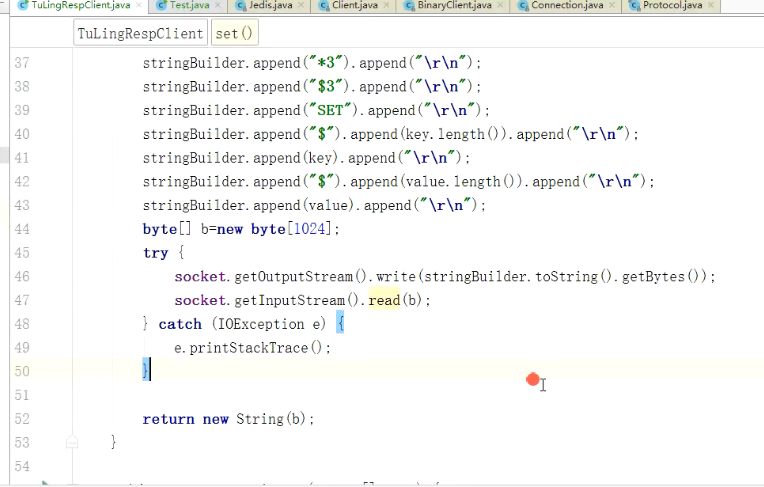 TuLingRespClient.java Test.java Jedis.java Client.java BinaryClient.java Connection.java Protocol.java
TuLingRespClient set()
37 stringBuilder.append("*3").append("\r\n");
38 stringBuilder.append("$3").append("\r\n");
39 stringBuilder.append("SET").append("\r\n");
40 stringBuilder.append("$").append(key.length()).append("\r\n");
41 stringBuilder.append(key).append("\r\n");
42 stringBuilder.append("$").append(value.length()).append("\r\n");
43 stringBuilder.append(value).append("\r\n");
44 byte[] b=new byte[1024];
45 try {
46 socket.getOutputStream().write(stringBuilder.toString().getBytes());
47 socket.getInputStream().read(b);
48 } catch (IOException e) {
49 e.printStackTrace();
50 }
51
52 return new String(b);
53 }
54